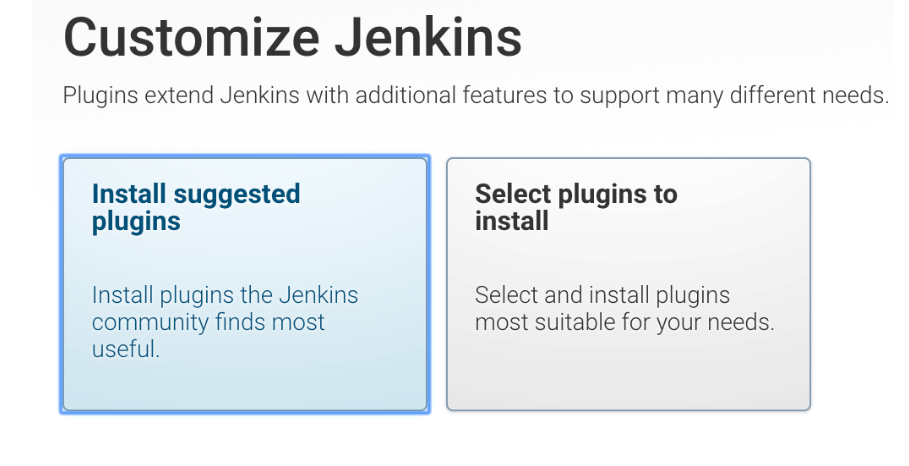 Customize Jenkins
Plugins extend Jenkins with additional features to support many different needs.
Install suggested
plugins
Install plugins the Jenkins
community finds most
useful.
Select plugins to
install
Select and install plugins
most suitable for your needs.